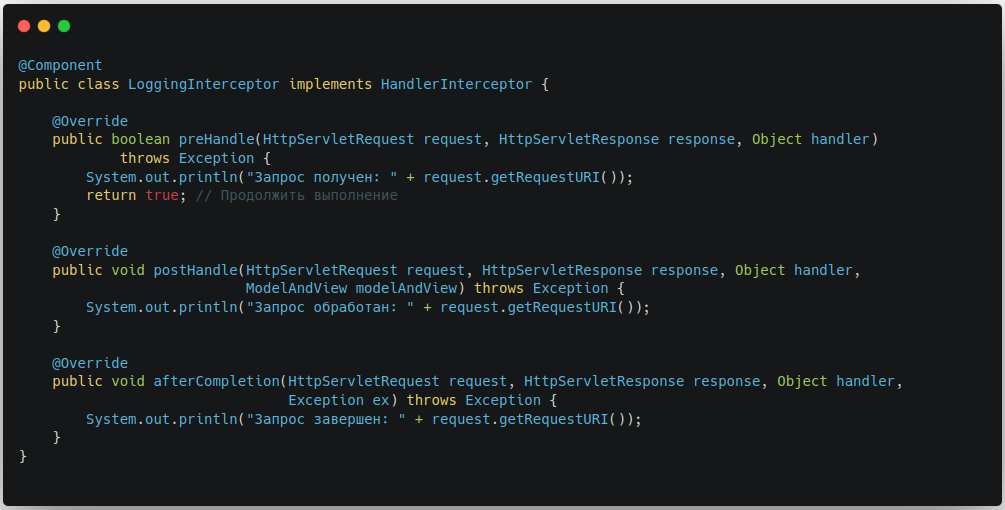 @Component
public class LoggingInterceptor implements HandlerInterceptor {
@Override
public boolean preHandle(HttpServletRequest request, HttpServletResponse response, Object handler)
throws Exception {
System.out.println("Запрос получен: " + request.getRequestURI());
return true; // Продолжить выполнение
}
@Override
public void postHandle(HttpServletRequest request, HttpServletResponse response, Object handler,
ModelAndView modelAndView) throws Exception {
System.out.println("Запрос обработан: " + request.getRequestURI());
}
@Override
public void afterCompletion(HttpServletRequest request, HttpServletResponse response, Object handler,
Exception ex) throws Exception {
System.out.println("Запрос завершен: " + request.getRequestURI());
}
}